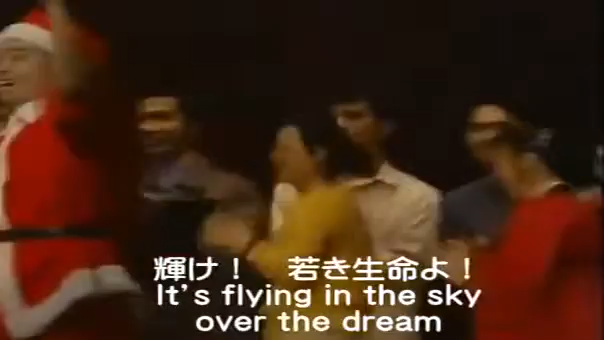 輝け！　若き生命よ！
It's flying in the sky
over the dream